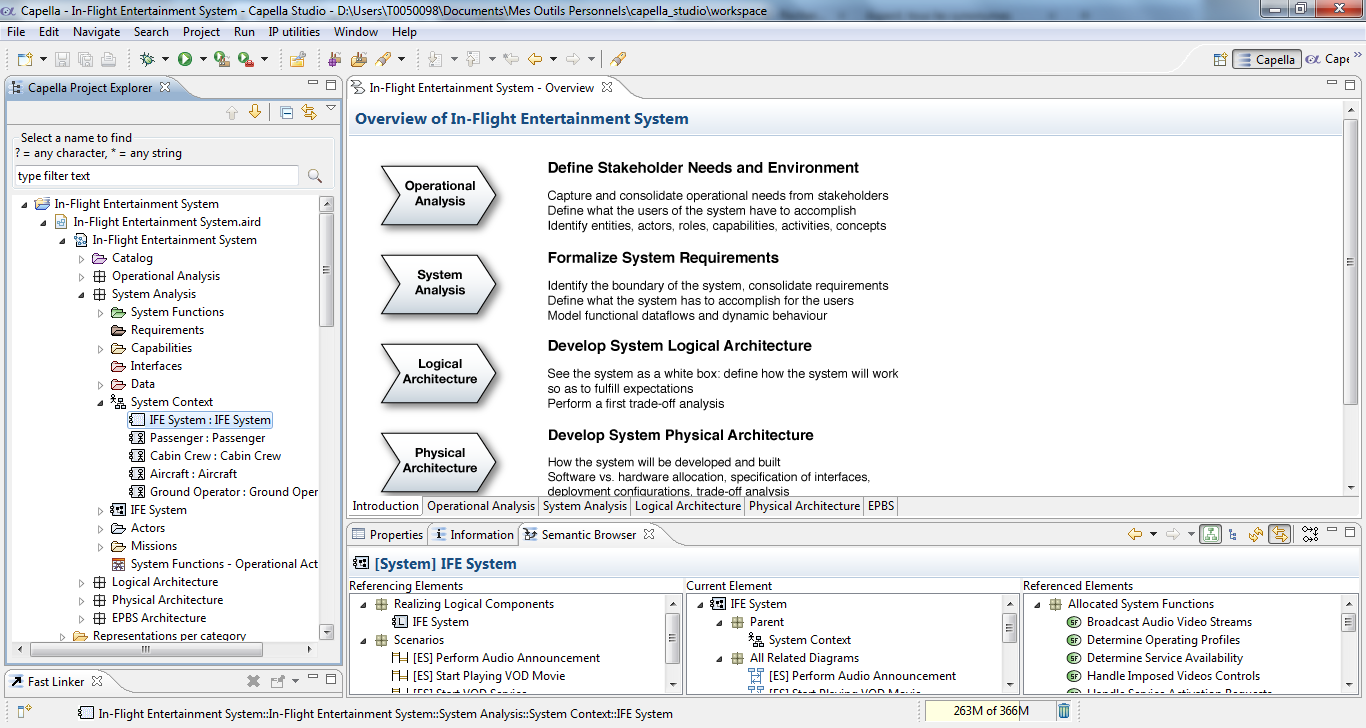 Capella - In-Flight Entertainment System - Capella Studio - D:\Users\T0050098\Documents\Mes Outils Personnels\capella_studio\workspace
File Edit Navigate Search Project Run IP utilities Window Help
Capella Cape
Capella Project Explorer
Select a name to find
? = any character, * = any string
type filter text
In-Flight Entertainment System
In-Flight Entertainment System.aird
In-Flight Entertainment System
Catalog
Operational Analysis
System Analysis
System Functions
Requirements
Capabilities
Interfaces
Data
System Context
IFE System : IFE System
Passenger : Passenger
Cabin Crew : Cabin Crew
Aircraft : Aircraft
Ground Operator : Ground Oper
IFE System
Actors
Missions
System Functions - Operational Act
Logical Architecture
Physical Architecture
EPBS Architecture
Representations per category
Fast Linker
In-Flight Entertainment System - Overview
Overview of In-Flight Entertainment System
Operational
Analysis
Define Stakeholder Needs and Environment
Capture and consolidate operational needs from stakeholders
Define what the users of the system have to accomplish
Identify entities, actors, roles, capabilities, activities, concepts
System
Analysis
Formalize System Requirements
Identify the boundary of the system, consolidate requirements
Define what the system has to accomplish for the users
Model functional dataflows and dynamic behaviour
Logical
Architecture
Develop System Logical Architecture
See the system as a white box: define how the system will work
so as to fulfill expectations
Perform a first trade-off analysis
Physical
Architecture
Develop System Physical Architecture
How the system will be developed and built
Software vs. hardware allocation, specification of interfaces,
deployment configurations, trade-off analysis
Introduction Operational Analysis System Analysis Logical Architecture Physical Architecture EPBS
Properties Information Semantic Browser
[System] IFE System
Referencing Elements
Realizing Logical Components
IFE System
Scenarios
[ES] Perform Audio Announcement
[ES] Start Playing VOD Movie
[ES] Start VOD Service
Current Element
IFE System
Parent
System Context
All Related Diagrams
[ES] Perform Audio Announcement
[ES] Start Playing VOD Movie
Referenced Elements
Allocated System Functions
Broadcast Audio Video Streams
Determine Operating Profiles
Determine Service Availability
Handle Imposed Videos Controls
Handle Service Activation Requests
In-Flight Entertainment System::In-Flight Entertainment System::System Analysis::System Context::IFE System
263M of 366M